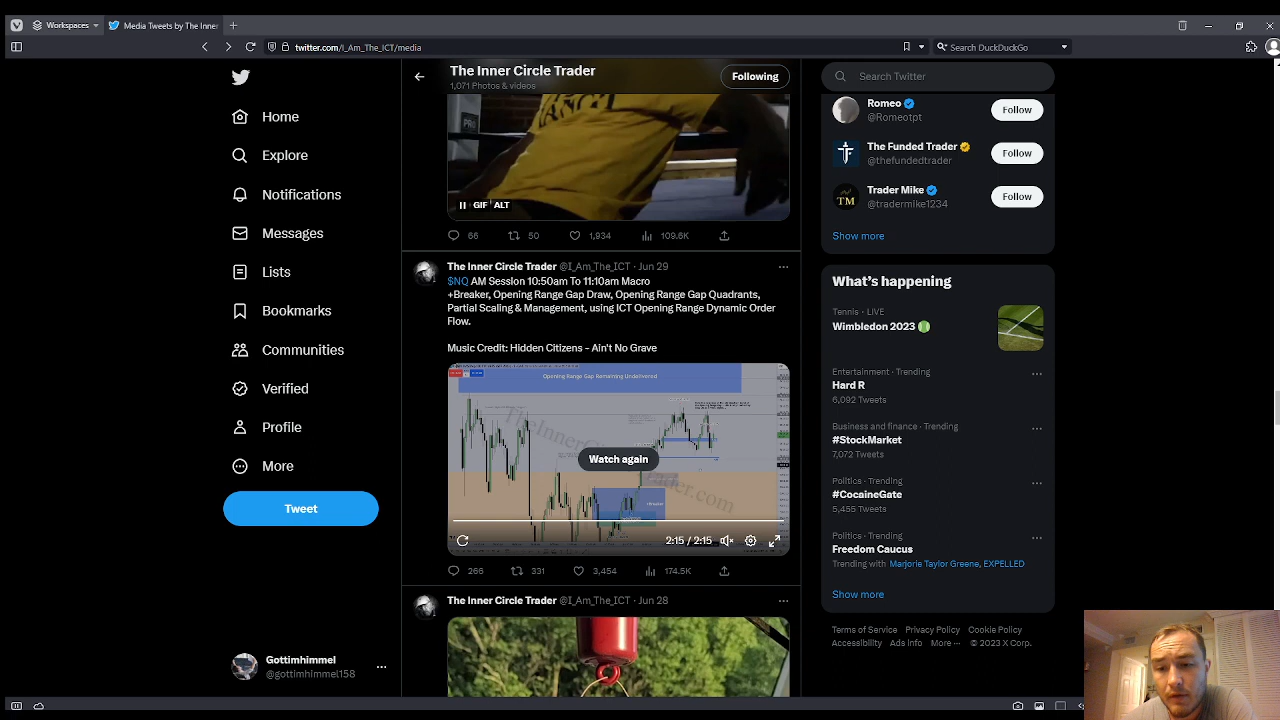 Workspaces
Media Tweets by The Inner
twitter.com/I_Am_The_ICT/media
Search DuckDuckGo
Home
Explore
Notifications
Messages
Lists
Bookmarks
Communities
Verified
Profile
More
Tweet
Gottimhimmel
@gottimhimmel158
The Inner Circle Trader
1,071 Photos & videos
Following
GIF ALT
66 50 1,934 109.6K
The Inner Circle Trader @I_Am_The_ICT · Jun 29
$NQ AM Session 10:50am To 11:10am Macro
+Breaker, Opening Range Gap Draw, Opening Range Gap Quadrants,
Partial Scaling & Management, using ICT Opening Range Dynamic Order
Flow.
Music Credit: Hidden Citizens - Ain't No Grave
Opening Range Gap Remaining Undelivered
Watch again
+Breaker
2:15 / 2:15
266 331 3,454 174.5K
The Inner Circle Trader @I_Am_The_ICT · Jun 28
Search Twitter
Romeo
@Romeotpt
Follow
The Funded Trader
@thefundedtrader
Follow
TM
Trader Mike
@tradermike1234
Follow
Show more
What's happening
Tennis · LIVE
Wimbledon 2023
Entertainment · Trending
Hard R
6,092 Tweets
Business and finance · Trending
#StockMarket
7,072 Tweets
Politics · Trending
#CocaineGate
5,455 Tweets
Politics · Trending
Freedom Caucus
Trending with Marjorie Taylor Greene, EXPELLED
Show more
Terms of Service Privacy Policy Cookie Policy
Accessibility Ads info More ··· © 2023 X Corp.